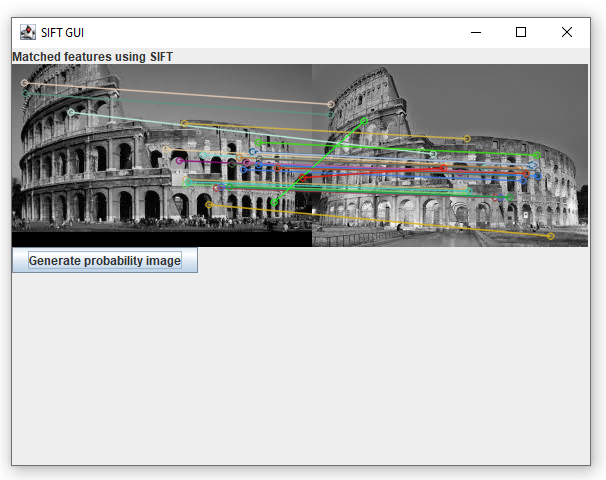 SIFT GUI
Matched features using SIFT
Generate probability image